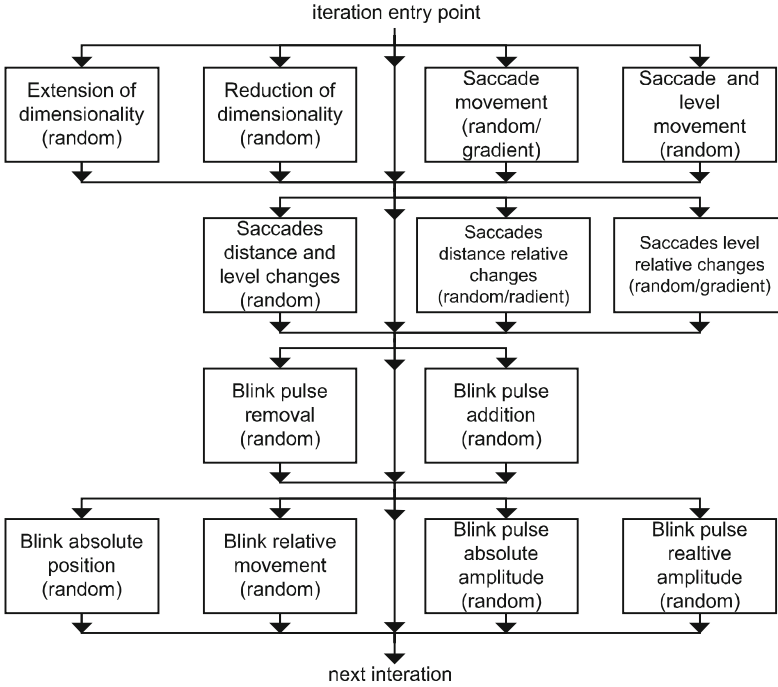 iteration entry point
Extension of
dimensionality
(random)
Reduction of
dimensionality
(random)
Saccade
movement
(random/
gradient)
Saccade and
level
movement
(random)
Saccades
distance and
level changes
(random)
Saccades
distance relative
changes
(random/radient)
Saccades level
relative changes
(random/gradient)
Blink pulse
removal
(random)
Blink pulse
addition
(random)
Blink absolute
position
(random)
Blink relative
movement
(random)
Blink pulse
absolute
amplitude
(random)
Blink pulse
realtive
amplitude
(random)
next interation